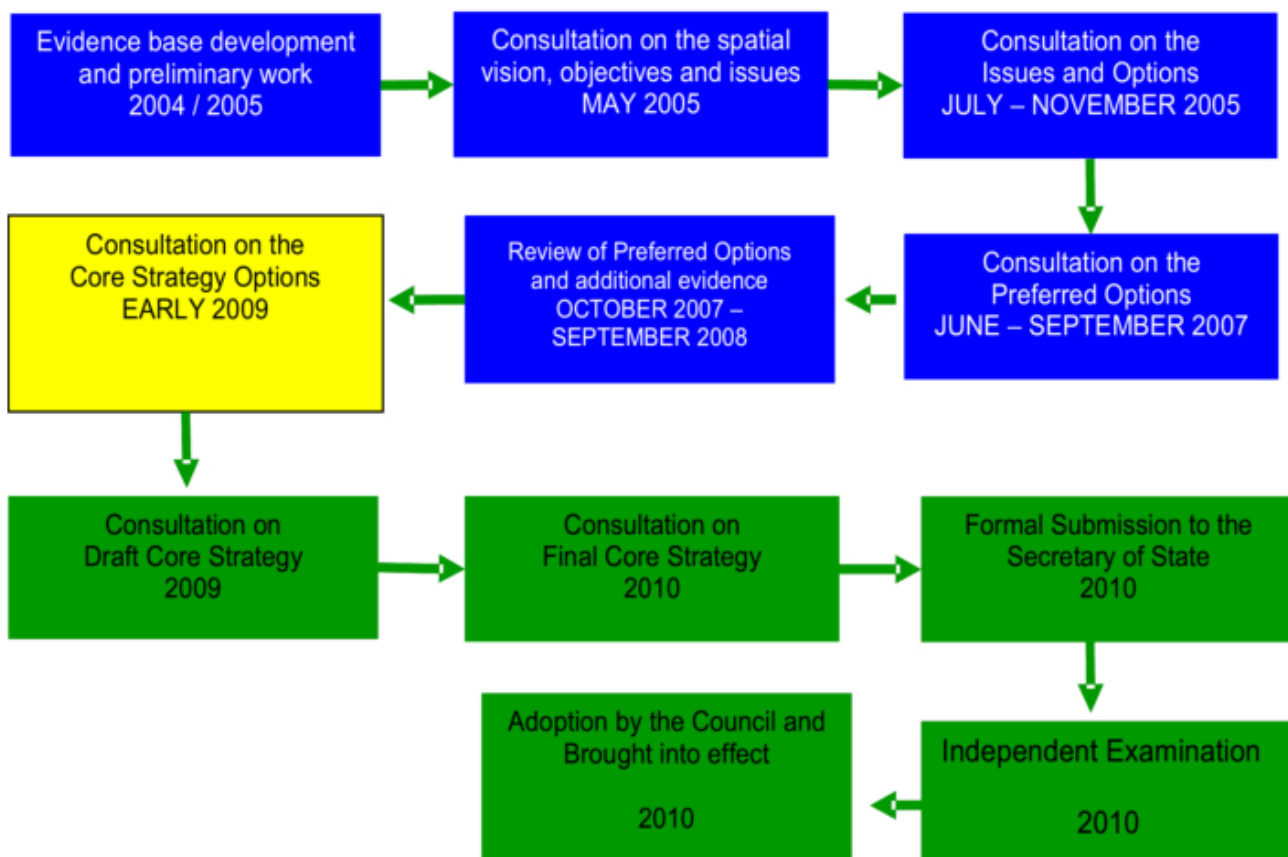 Evidence base development
and preliminary work
2004 / 2005
Consultation on the spatial
vision, objectives and issues
MAY 2005
Consultation on the
Issues and Options
JULY – NOVEMBER 2005
Consultation on the
Preferred Options
JUNE – SEPTEMBER 2007
Review of Preferred Options
and additional evidence
OCTOBER 2007 –
SEPTEMBER 2008
Consultation on the
Core Strategy Options
EARLY 2009
Consultation on
Draft Core Strategy
2009
Consultation on
Final Core Strategy
2010
Formal Submission to the
Secretary of State
2010
Independent Examination
2010
Adoption by the Council and
Brought into effect
2010